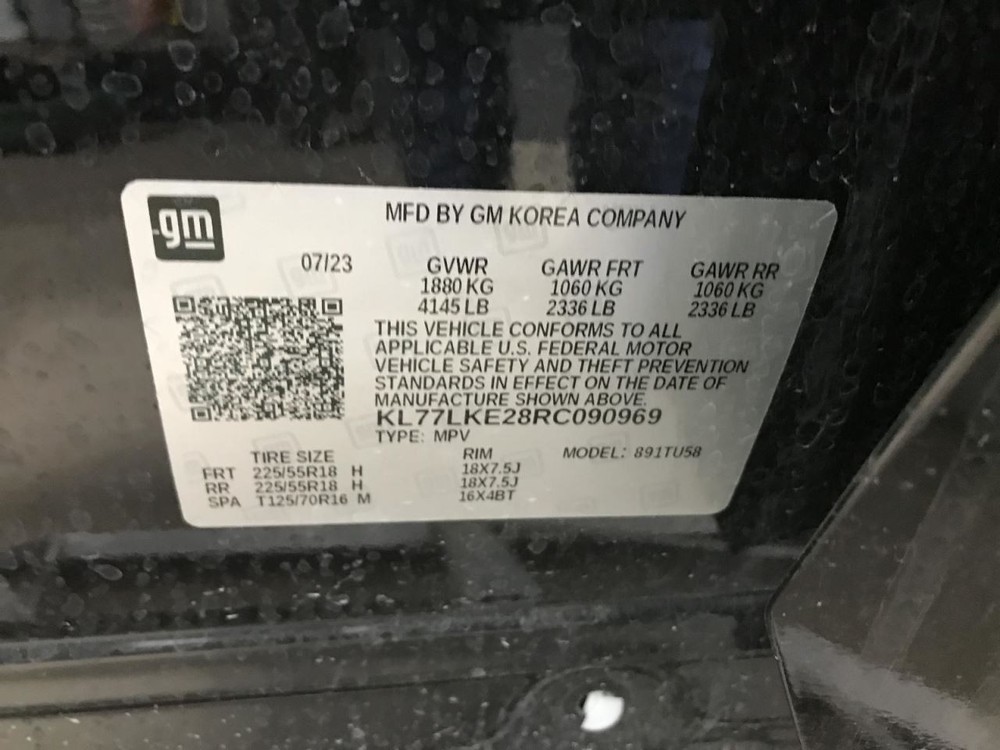 gm
MFD BY GM KOREA COMPANY
07/23 GVWR GAWR FRT GAWR RR
1880 KG 1060 KG 1060 KG
4145 LB 2336 LB 2336 LB
THIS VEHICLE CONFORMS TO ALL
APPLICABLE U.S. FEDERAL MOTOR
VEHICLE SAFETY AND THEFT PREVENTION
STANDARDS IN EFFECT ON THE DATE OF
MANUFACTURE SHOWN ABOVE.
KL77LKE28RC090969
TYPE: MPV
TIRE SIZE RIM MODEL: 891TU58
FRT 225/55R18 H 18X7.5J
RR 225/55R18 H 18X7.5J
SPA T125/70R16 M 16X4BT